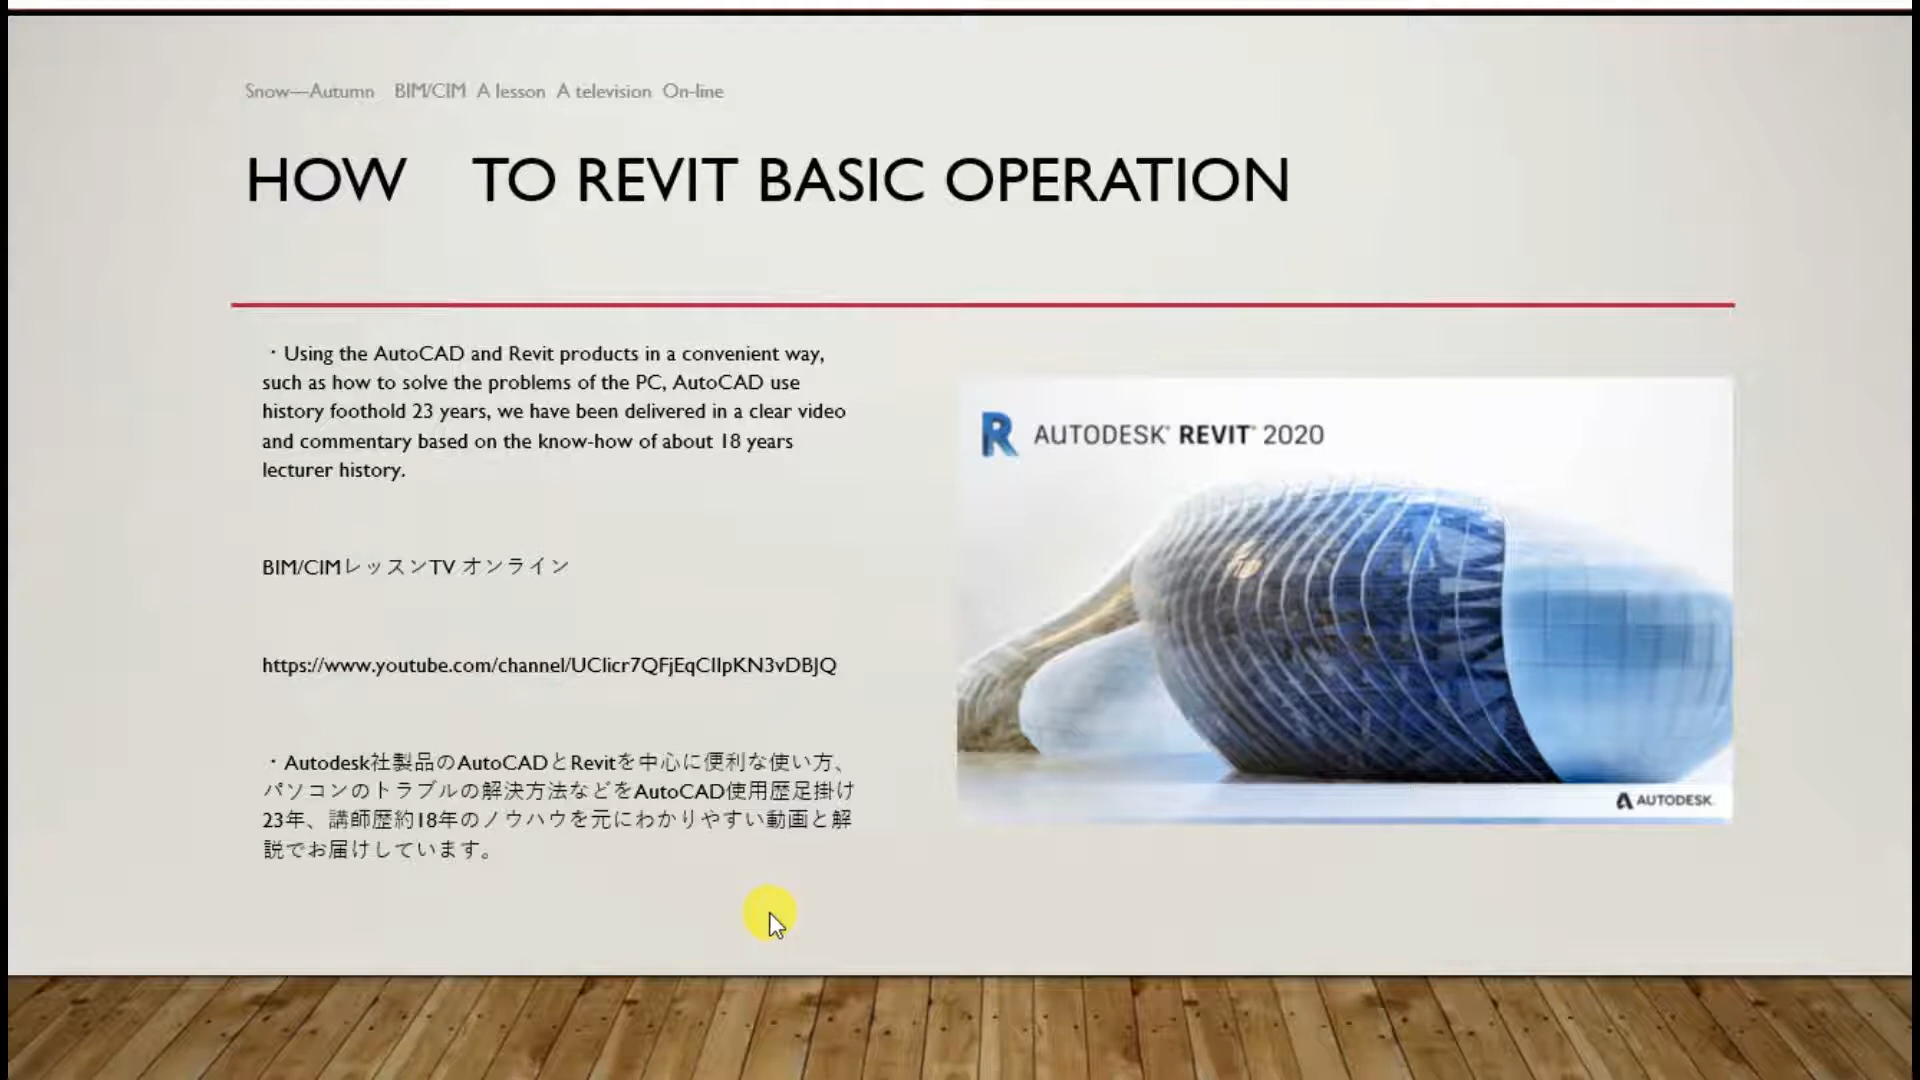 Snow—Autumn BIM/CIM A lesson A television On-line
HOW TO REVIT BASIC OPERATION
・Using the AutoCAD and Revit products in a convenient way,
such as how to solve the problems of the PC, AutoCAD use
history foothold 23 years, we have been delivered in a clear video
and commentary based on the know-how of about 18 years
lecturer history.
BIM/CIMレッスンTV オンライン
https://www.youtube.com/channel/UClicr7QFjEqCIlpKN3vDBJQ
・Autodesk社製品のAutoCADとRevitを中心に便利な使い方、
パソコンのトラブルの解決方法などをAutoCAD使用歴足掛け
23年、講師歴約18年のノウハウを元にわかりやすい動画と解
説でお届けしています。
R AUTODESK® REVIT® 2020
AUTODESK.